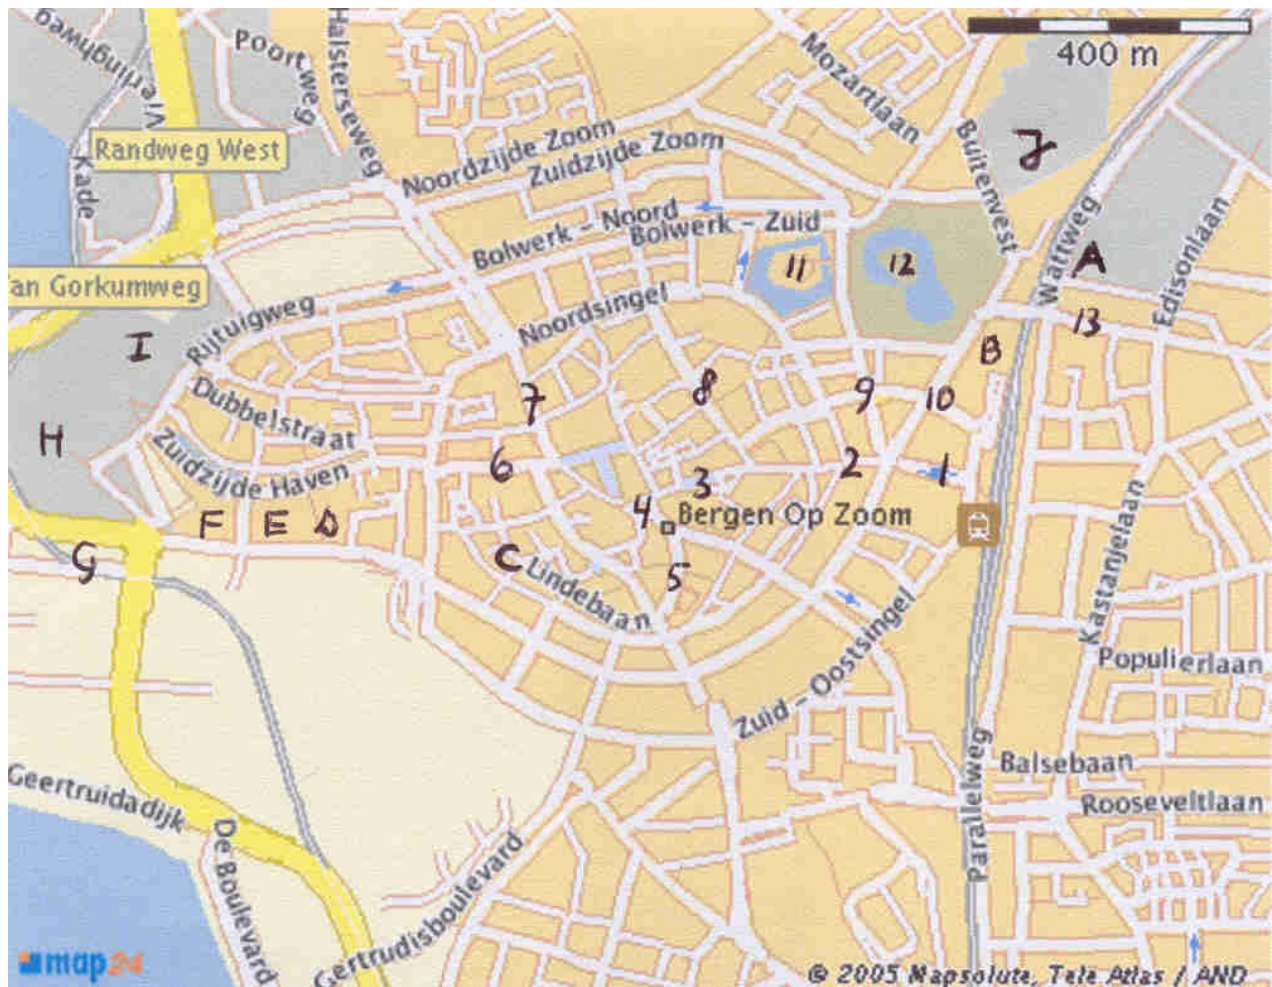 400 m
Poortweg
Halsterseweg
Vierlinghweg
Mozartlaan
Randweg West
Noordzijde Zoom
Zuidzijde Zoom
Buitenvest
J
Kade
Bolwerk - Noord
Bolwerk - Zuid
Wattweg
A
Edisonlaan
11
12
an Gorkumweg
Rijtuigweg
Noordsingel
13
I
B
7
8
9
10
Dubbelstraat
H
Zuidzijde Haven
6
3
2
1
4
Bergen Op Zoom
F
E
D
G
C
Lindebaan
5
Kastanjelaan
Populierlaan
Zuid - Oostsingel
Parallelweg
Balsebaan
Rooseveltlaan
Geertruidadijk
De Boulevard
Gertrudisboulevard
map24
© 2005 Mapsolute, Tele Atlas / AND